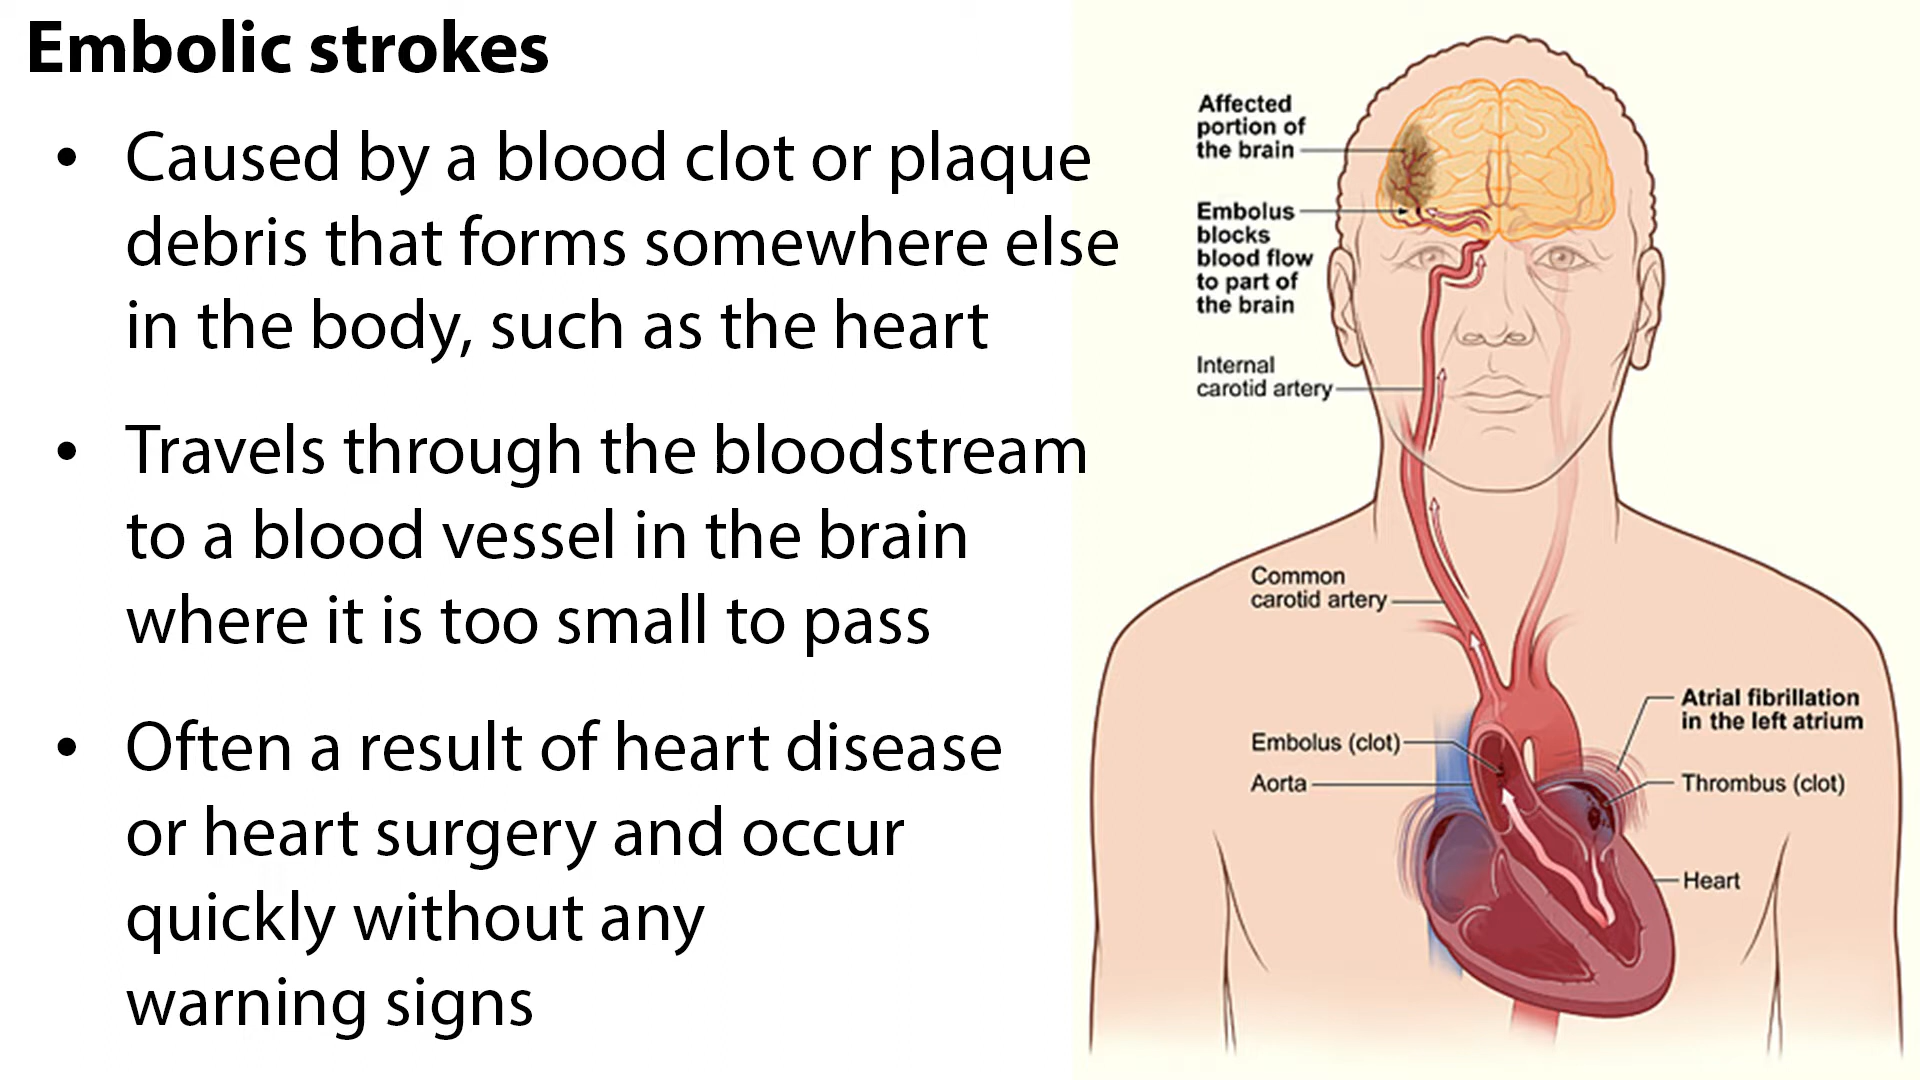 Embolic strokes
• Caused by a blood clot or plaque
debris that forms somewhere else
in the body, such as the heart
• Travels through the bloodstream
to a blood vessel in the brain
where it is too small to pass
• Often a result of heart disease
or heart surgery and occur
quickly without any
warning signs
Affected
portion of
the brain
Embolus
blocks
blood flow
to part of
the brain
Internal
carotid artery
Common
carotid artery
Embolus (clot)
Aorta
Atrial fibrillation
in the left atrium
Thrombus (clot)
Heart